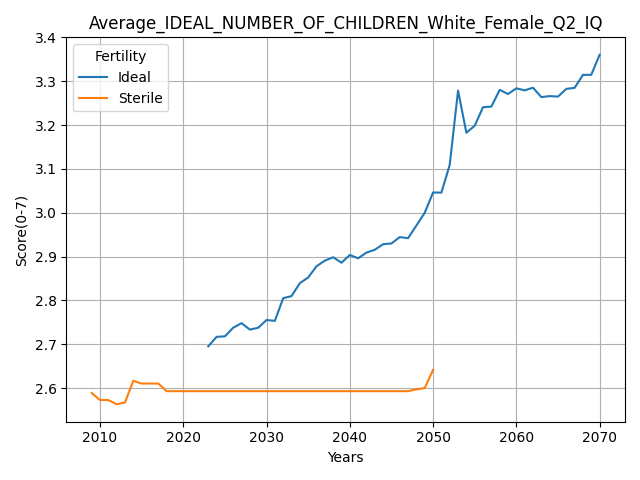 Average_IDEAL_NUMBER_OF_CHILDREN_White_Female_Q2_IQ
Fertility
Ideal
Sterile
Score(0-7)
3.4
3.3
3.2
3.1
3.0
2.9
2.8
2.7
2.6
2010 2020 2030 2040 2050 2060 2070
Years